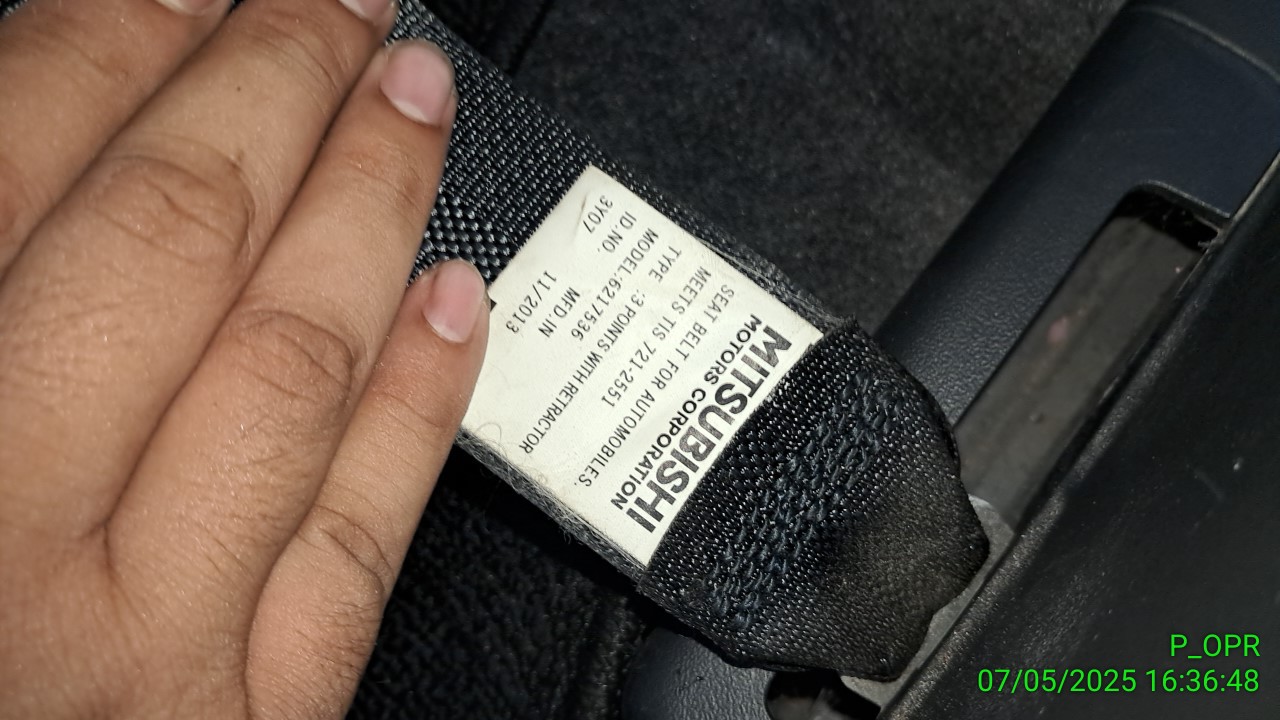 MITSUBISHI
MOTORS CORPORATION
SEAT BELT FOR AUTOMOBILES.
MEETS TIS 721-2551
TYPE :3 POINTS WITH RETRACTOR
MODEL:6217536
ID.NO. MFD.IN
3Y07 11/2013
P_OPR
07/05/2025 16:36:48